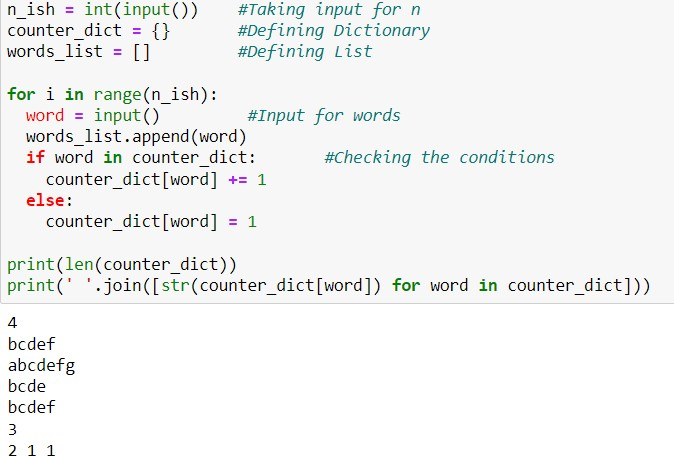 n_ish = int(input())    #Taking input for n
counter_dict = {}       #Defining Dictionary
words_list = []         #Defining List

for i in range(n_ish):
  word = input()         #Input for words
  words_list.append(word)
  if word in counter_dict:       #Checking the conditions
    counter_dict[word] += 1
  else:
    counter_dict[word] = 1

print(len(counter_dict))
print(' '.join([str(counter_dict[word]) for word in counter_dict]))
4
bcdef
abcdefg
bcde
bcdef
3
2 1 1